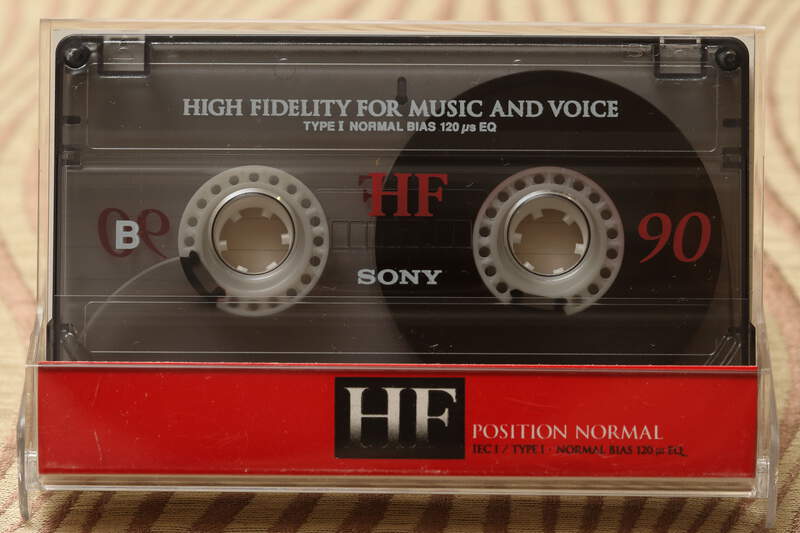 HIGH FIDELITY FOR MUSIC AND VOICE
TYPE I NORMAL BIAS 120 µs EQ
HF
B
90
90
SONY
HF
POSITION NORMAL
IEC I / TYPE I · NORMAL BIAS 120 µs EQ